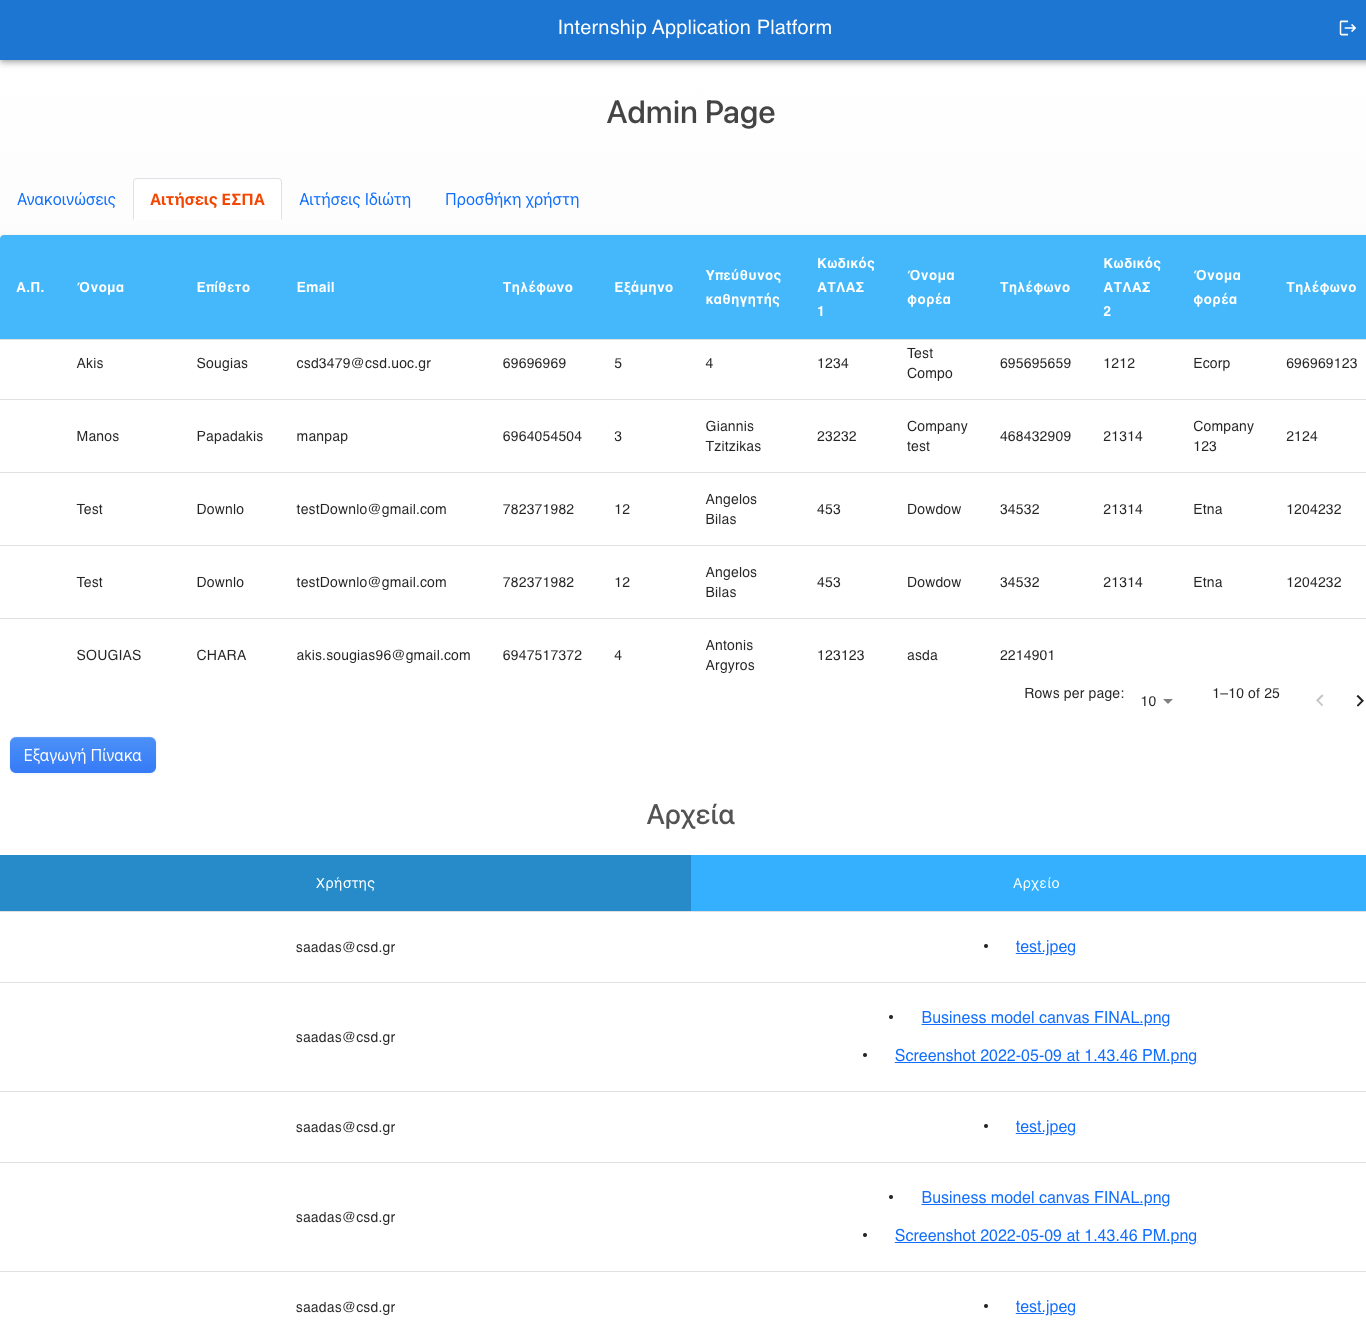 Internship Application Platform
Admin Page
Ανακοινώσεις Αιτήσεις ΕΣΠΑ Αιτήσεις Ιδιώτη Προσθήκη χρήστη
Α.Π. Όνομα Επίθετο Email Τηλέφωνο Εξάμηνο Υπεύθυνος καθηγητής Κωδικός ΑΤΛΑΣ 1 Όνομα φορέα Τηλέφωνο Κωδικός ΑΤΛΑΣ 2 Όνομα φορέα Τηλέφωνο
Akis Sougias csd3479@csd.uoc.gr 69696969 5 4 1234 Test Compo 695695659 1212 Ecorp 696969123
Manos Papadakis manpap 6964054504 3 Giannis Tzitzikas 23232 Company test 468432909 21314 Company 123 2124
Test Downlo testDownlo@gmail.com 782371982 12 Angelos Bilas 453 Dowdow 34532 21314 Etna 1204232
Test Downlo testDownlo@gmail.com 782371982 12 Angelos Bilas 453 Dowdow 34532 21314 Etna 1204232
SOUGIAS CHARA akis.sougias96@gmail.com 6947517372 4 Antonis Argyros 123123 asda 2214901
Rows per page: 10 1–10 of 25
Εξαγωγή Πίνακα
Αρχεία
Χρήστης Αρχείο
saadas@csd.gr • test.jpeg
saadas@csd.gr • Business model canvas FINAL.png
• Screenshot 2022-05-09 at 1.43.46 PM.png
saadas@csd.gr • test.jpeg
saadas@csd.gr • Business model canvas FINAL.png
• Screenshot 2022-05-09 at 1.43.46 PM.png
saadas@csd.gr • test.jpeg